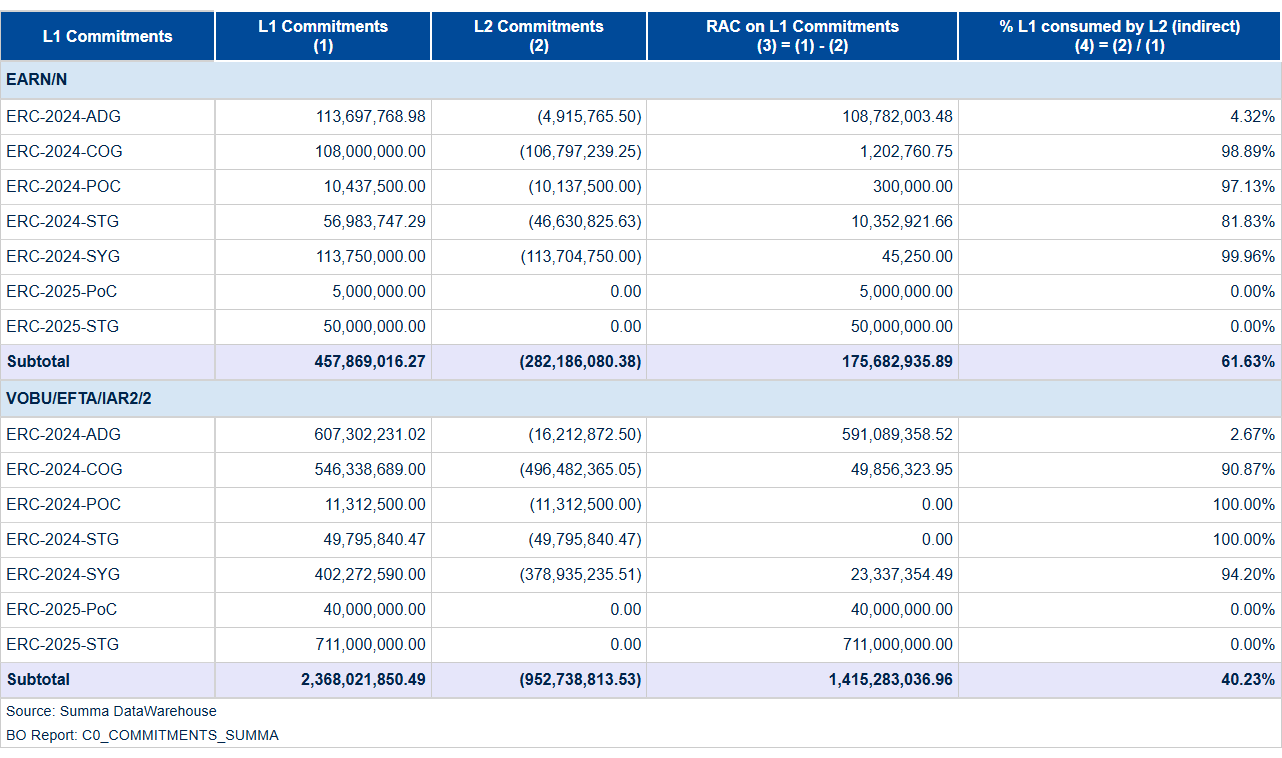 L1 Commitments L1 Commitments (1) L2 Commitments (2) RAC on L1 Commitments (3) = (1) - (2) % L1 consumed by L2 (indirect) (4) = (2) / (1)
EARN/N
ERC-2024-ADG 113,697,768.98 (4,915,765.50) 108,782,003.48 4.32%
ERC-2024-COG 108,000,000.00 (106,797,239.25) 1,202,760.75 98.89%
ERC-2024-POC 10,437,500.00 (10,137,500.00) 300,000.00 97.13%
ERC-2024-STG 56,983,747.29 (46,630,825.63) 10,352,921.66 81.83%
ERC-2024-SYG 113,750,000.00 (113,704,750.00) 45,250.00 99.96%
ERC-2025-PoC 5,000,000.00 0.00 5,000,000.00 0.00%
ERC-2025-STG 50,000,000.00 0.00 50,000,000.00 0.00%
Subtotal 457,869,016.27 (282,186,080.38) 175,682,935.89 61.63%
VOBU/EFTA/IAR2/2
ERC-2024-ADG 607,302,231.02 (16,212,872.50) 591,089,358.52 2.67%
ERC-2024-COG 546,338,689.00 (496,482,365.05) 49,856,323.95 90.87%
ERC-2024-POC 11,312,500.00 (11,312,500.00) 0.00 100.00%
ERC-2024-STG 49,795,840.47 (49,795,840.47) 0.00 100.00%
ERC-2024-SYG 402,272,590.00 (378,935,235.51) 23,337,354.49 94.20%
ERC-2025-PoC 40,000,000.00 0.00 40,000,000.00 0.00%
ERC-2025-STG 711,000,000.00 0.00 711,000,000.00 0.00%
Subtotal 2,368,021,850.49 (952,738,813.53) 1,415,283,036.96 40.23%
Source: Summa DataWarehouse
BO Report: C0_COMMITMENTS_SUMMA